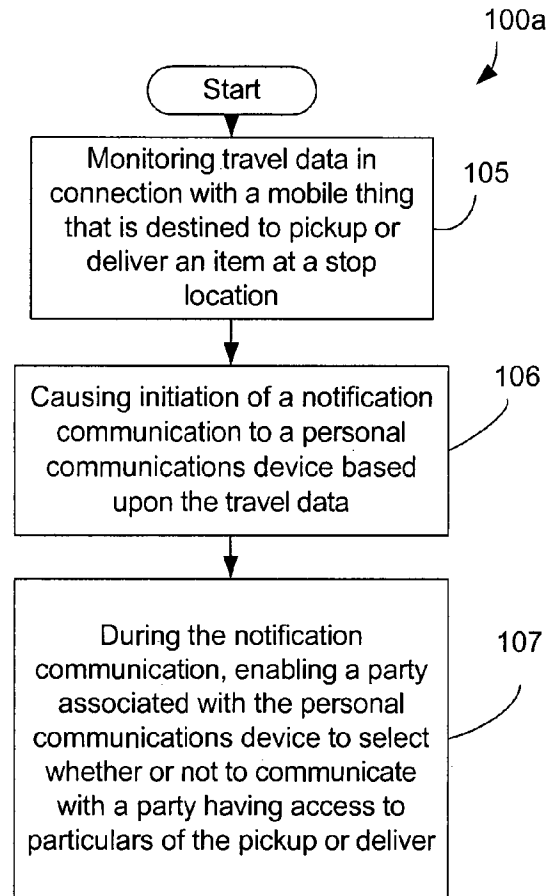 100a
Start
Monitoring travel data in
connection with a mobile thing
that is destined to pickup or
deliver an item at a stop
location
105
Causing initiation of a notification
communication to a personal
communications device based
upon the travel data
106
During the notification
communication, enabling a party
associated with the personal
communications device to select
whether or not to communicate
with a party having access to
particulars of the pickup or deliver
107